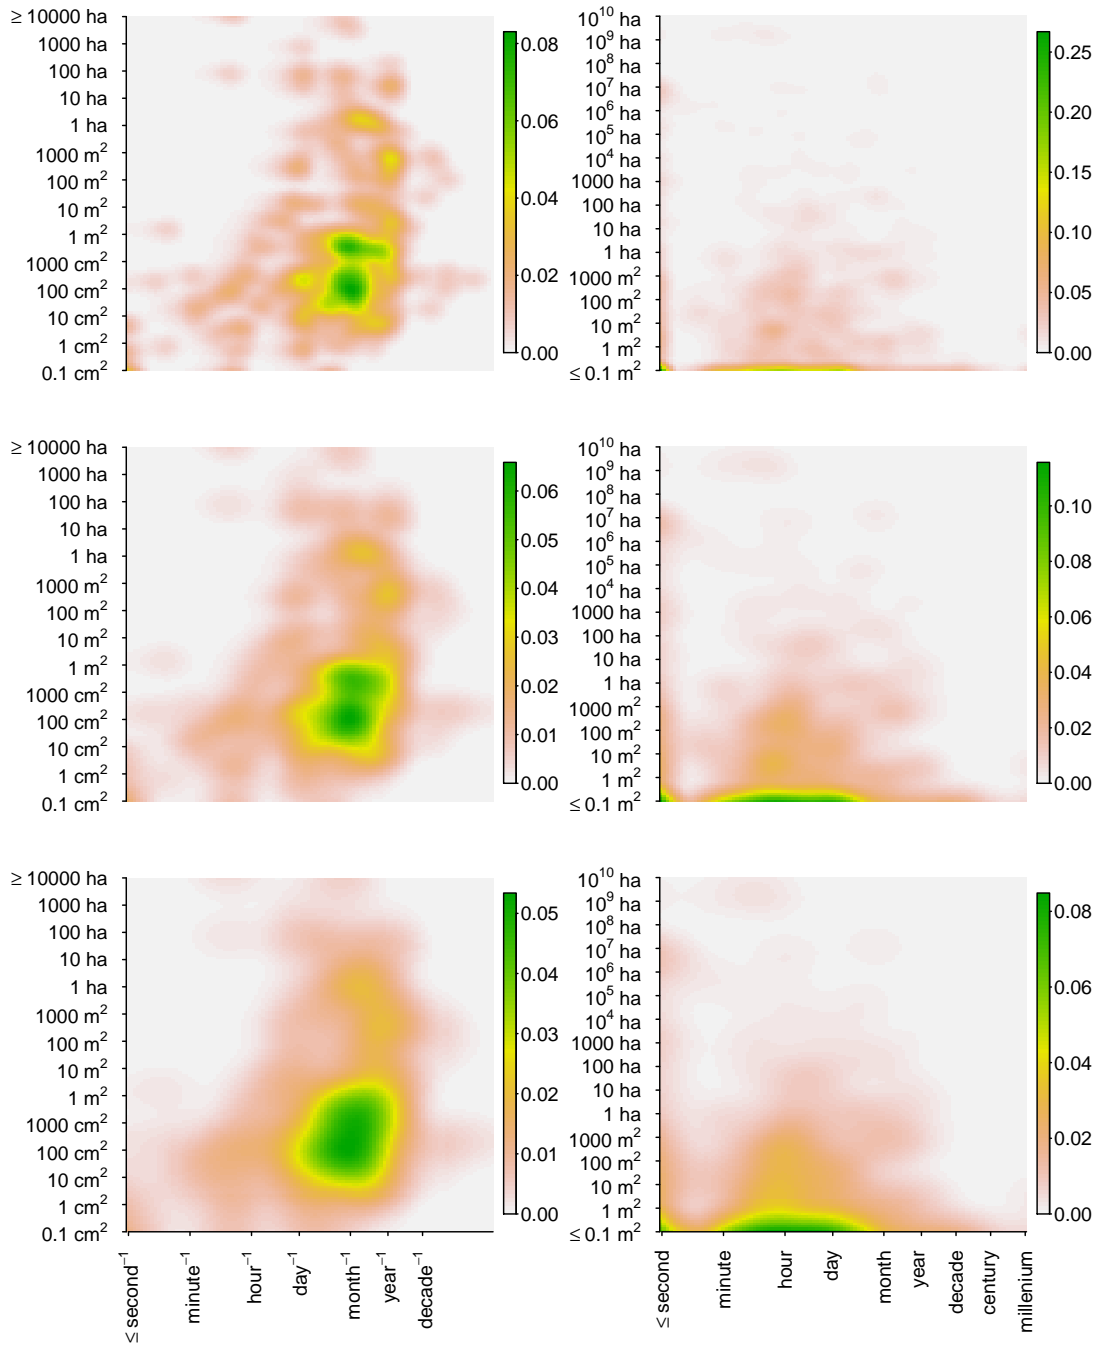 ≥ 10000 ha
1000 ha
100 ha
10 ha
1 ha
1000 m²
100 m²
10 m²
1 m²
1000 cm²
100 cm²
10 cm²
1 cm²
0.1 cm²
0.08
0.06
0.04
0.02
0.00
10¹⁰ ha
10⁹ ha
10⁸ ha
10⁷ ha
10⁶ ha
10⁵ ha
10⁴ ha
1000 ha
100 ha
10 ha
1 ha
1000 m²
100 m²
10 m²
1 m²
≤ 0.1 m²
0.25
0.20
0.15
0.10
0.05
0.00
≥ 10000 ha
1000 ha
100 ha
10 ha
1 ha
1000 m²
100 m²
10 m²
1 m²
1000 cm²
100 cm²
10 cm²
1 cm²
0.1 cm²
0.06
0.05
0.04
0.03
0.02
0.01
0.00
10¹⁰ ha
10⁹ ha
10⁸ ha
10⁷ ha
10⁶ ha
10⁵ ha
10⁴ ha
1000 ha
100 ha
10 ha
1 ha
1000 m²
100 m²
10 m²
1 m²
≤ 0.1 m²
0.10
0.08
0.06
0.04
0.02
0.00
≥ 10000 ha
1000 ha
100 ha
10 ha
1 ha
1000 m²
100 m²
10 m²
1 m²
1000 cm²
100 cm²
10 cm²
1 cm²
0.1 cm²
0.05
0.04
0.03
0.02
0.01
0.00
≤ second⁻¹
minute⁻¹
hour⁻¹
day⁻¹
month⁻¹
year⁻¹
decade⁻¹
10¹⁰ ha
10⁹ ha
10⁸ ha
10⁷ ha
10⁶ ha
10⁵ ha
10⁴ ha
1000 ha
100 ha
10 ha
1 ha
1000 m²
100 m²
10 m²
1 m²
≤ 0.1 m²
0.08
0.06
0.04
0.02
0.00
≤ second
minute
hour
day
month
year
decade
century
millenium